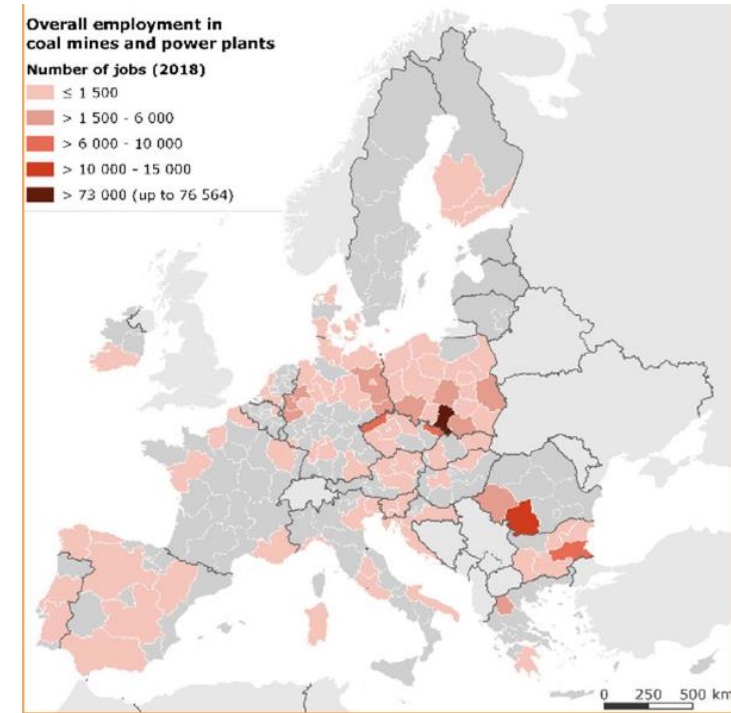 Overall employment in
coal mines and power plants
Number of jobs (2018)
≤ 1 500
> 1 500 - 6 000
> 6 000 - 10 000
> 10 000 - 15 000
> 73 000 (up to 76 564)
0 250 500 km